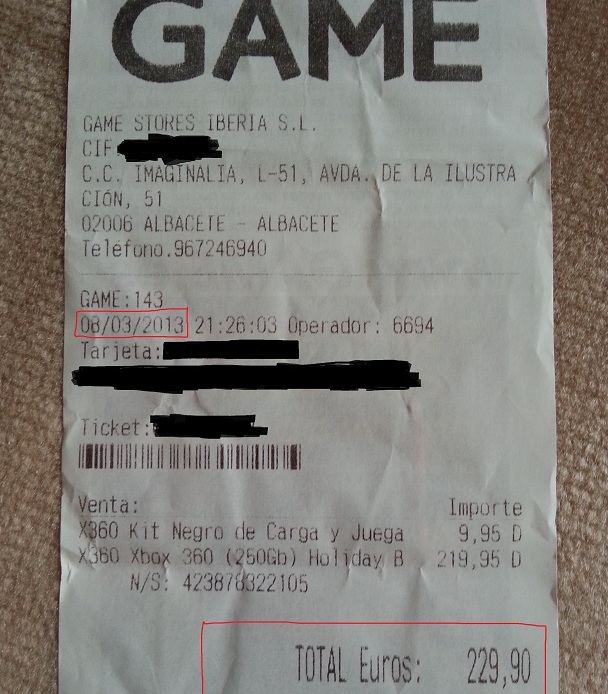 GAME
GAME STORES IBERIA S.L.
CIF
C.C. IMAGINALIA, L-51, AVDA. DE LA ILUSTRA
CIÓN, 51
02006 ALBACETE - ALBACETE
Teléfono.967246940
GAME:143
08/03/2013 21:26:03 Operador: 6694
Tarjeta:
Ticket:
Venta: Importe
X360 Kit Negro de Carga y Juega 9,95 D
X360 Xbox 360 (250Gb) Holiday B 219,95 D
N/S: 423878322105
TOTAL Euros: 229,90